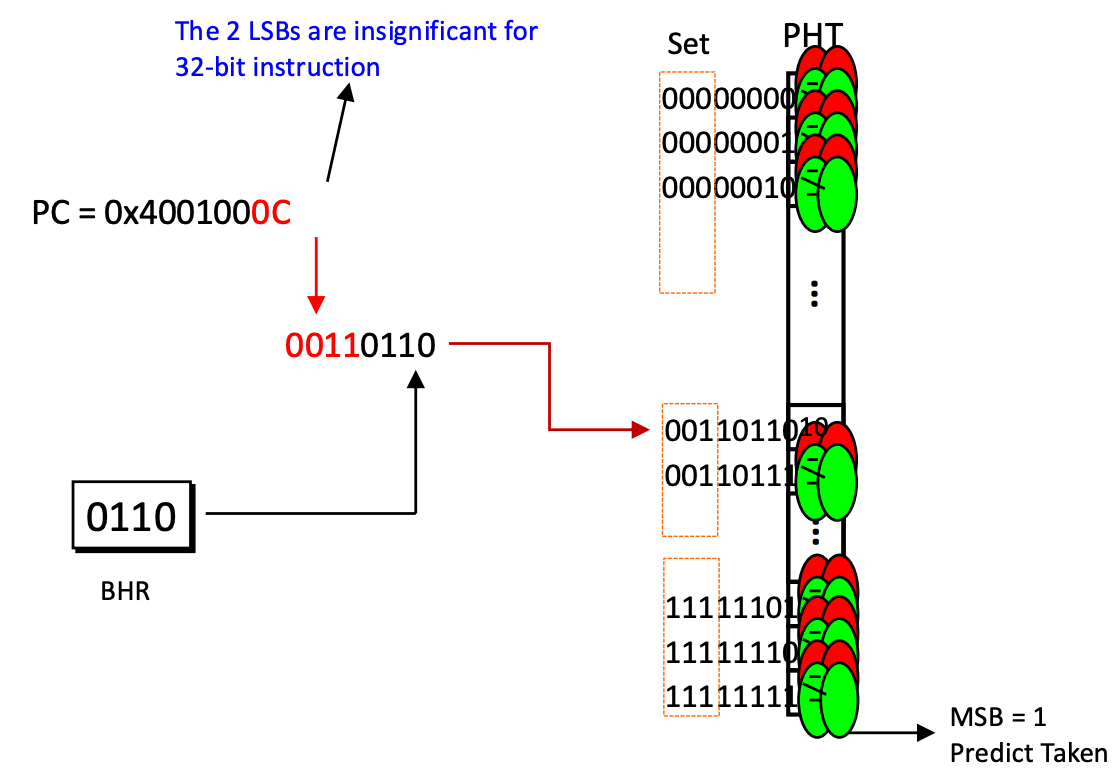 The 2 LSBs are insignificant for
32-bit instruction
Set
PHT
00000000
00000001
00000010
PC = 0x4001000C
...
00110110
00110110
10
00110111
0110
...
BHR
11111101
11111110
11111111
MSB = 1
Predict Taken